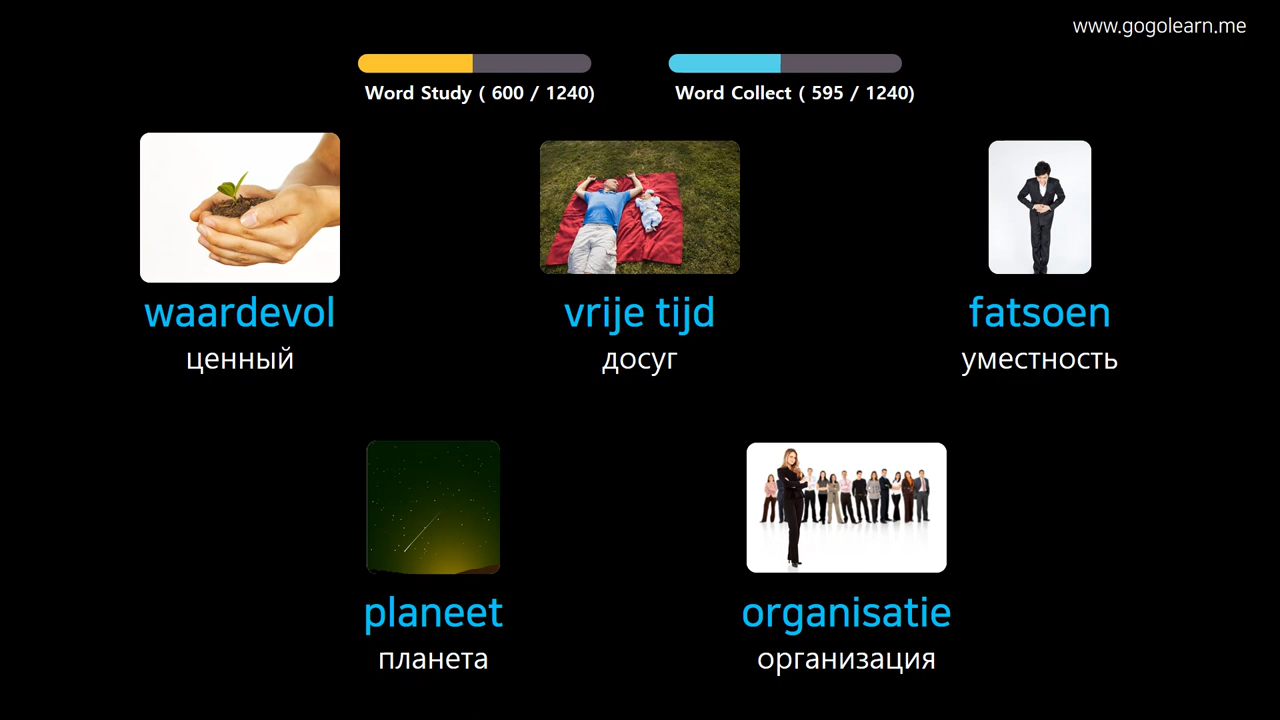 www.gogolearn.me
Word Study ( 600 / 1240)
Word Collect ( 595 / 1240)
waardevol
ценный
vrije tijd
досуг
fatsoen
уместность
planeet
планета
organisatie
организация